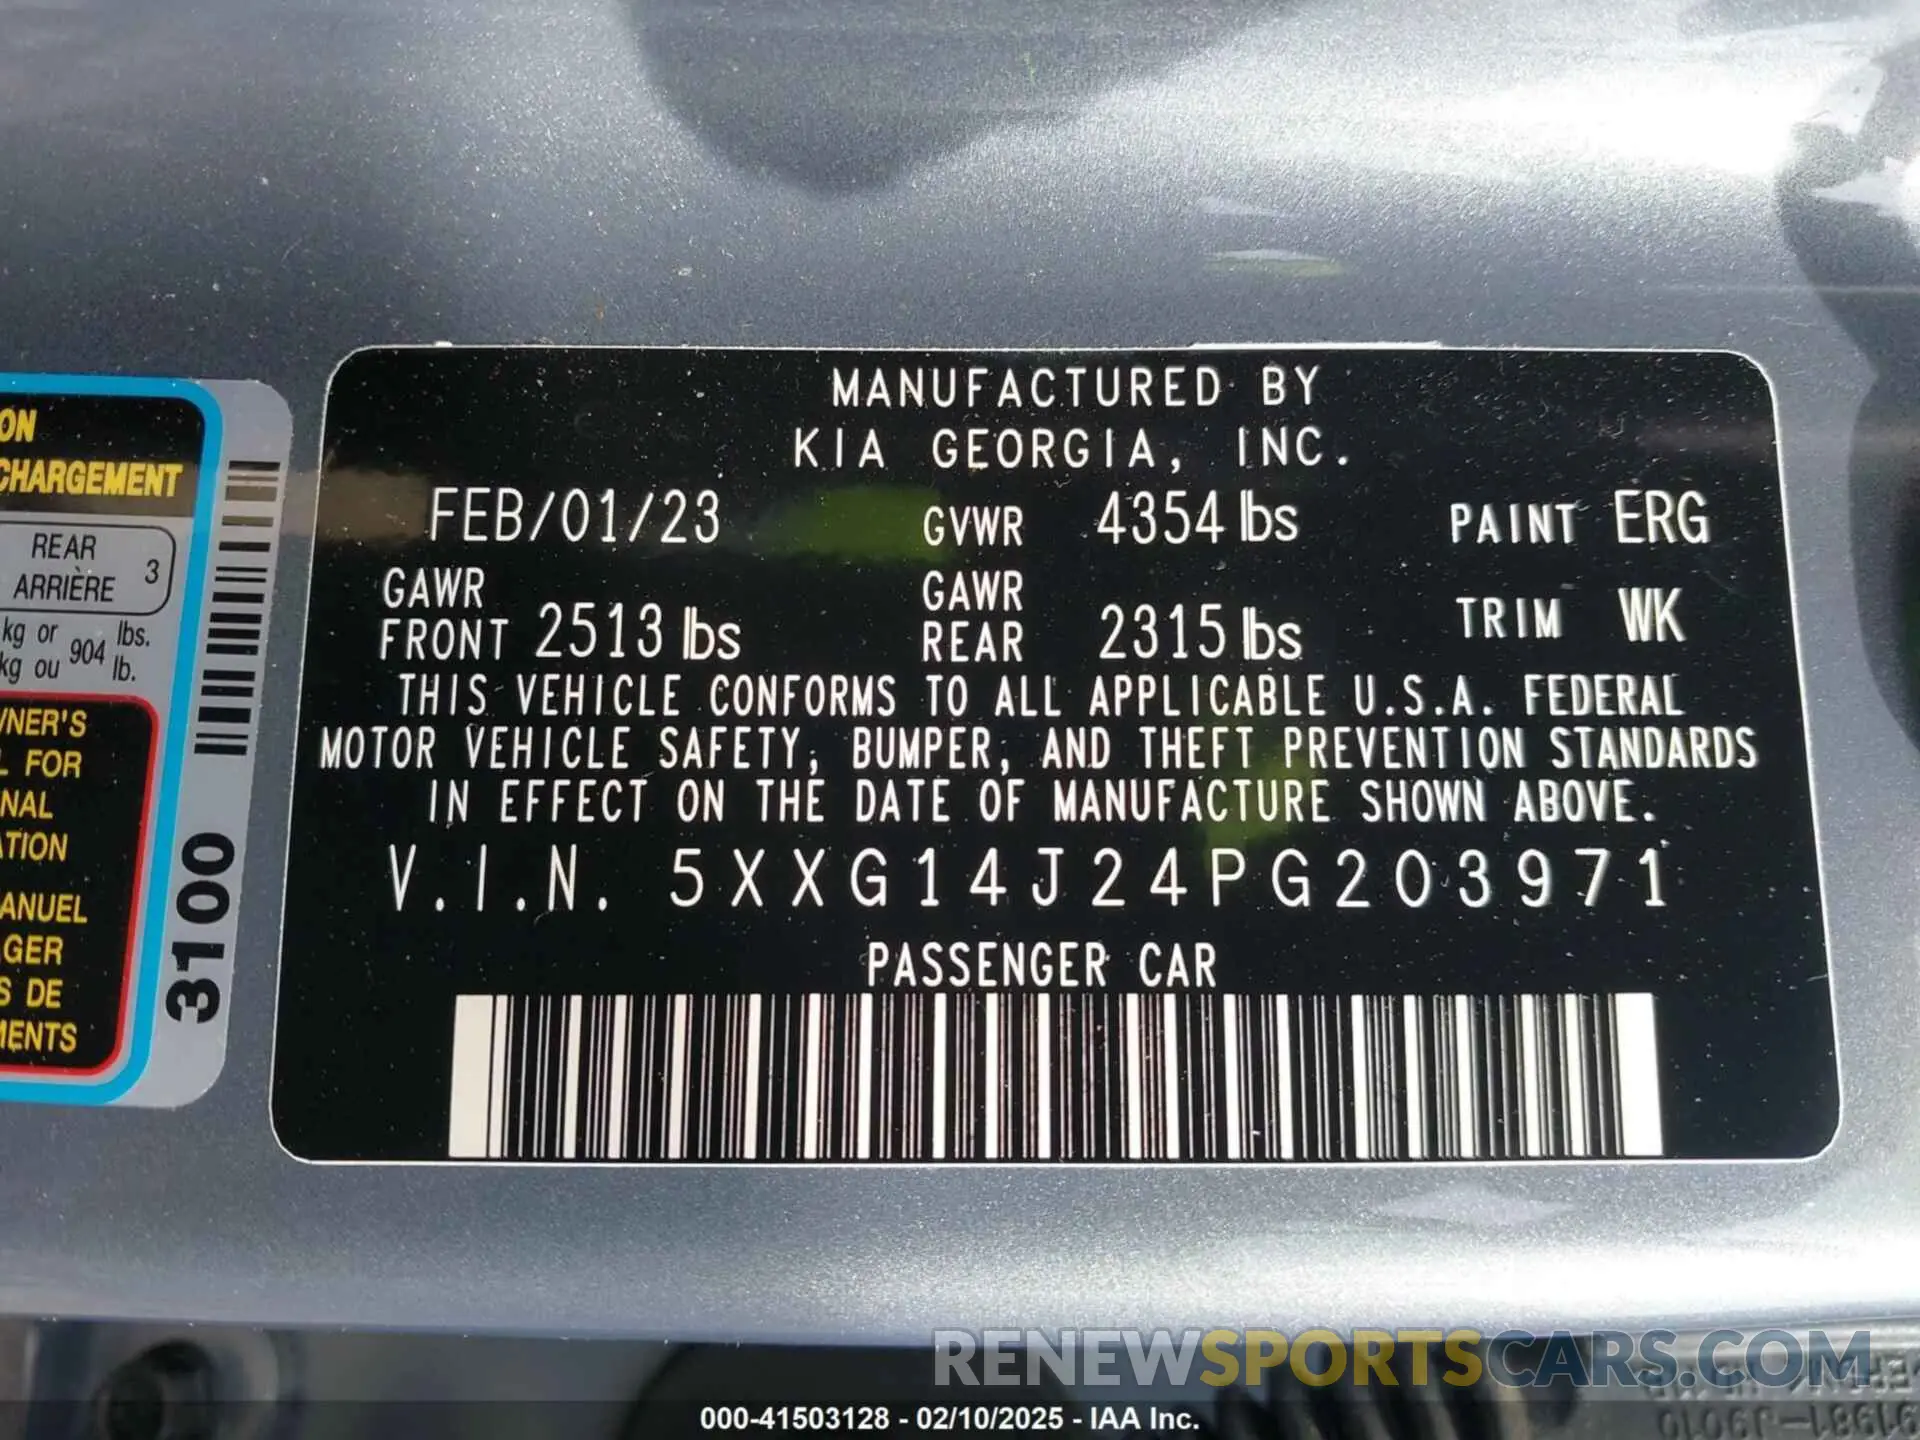 MANUFACTURED BY
KIA GEORGIA, INC.
FEB/01/23 GVWR 4354 lbs PAINT ERG
GAWR FRONT 2513 lbs GAWR REAR 2315 lbs TRIM WK
THIS VEHICLE CONFORMS TO ALL APPLICABLE U.S.A. FEDERAL
MOTOR VEHICLE SAFETY, BUMPER, AND THEFT PREVENTION STANDARDS
IN EFFECT ON THE DATE OF MANUFACTURE SHOWN ABOVE.
V.I.N. 5XXG14J24PG203971
PASSENGER CAR
ON
CHARGEMENT
REAR
ARRIÈRE 3
kg or 904 lbs.
kg ou lb.
WNER'S
L FOR
NAL
ATION
ANUEL
GER
S DE
MENTS
3100
RENEWSPORTSCARS.COM
000-41503128 - 02/10/2025 - IAA Inc.